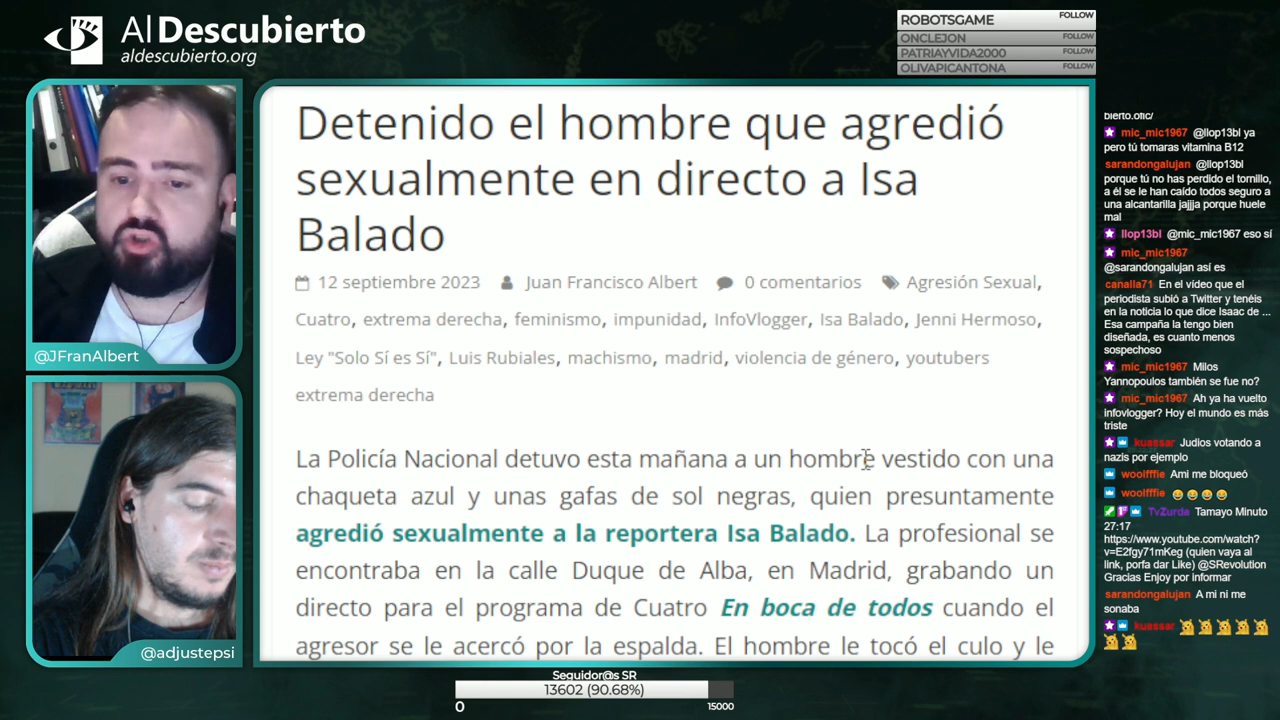 Al Descubierto
aldescubierto.org
ROBOTSGAME FOLLOW
ONCLEJON FOLLOW
PATRIAYVIDA2000 FOLLOW
OLIVAPICANTONA FOLLOW
@JFranAlbert
@adjustepsi
Detenido el hombre que agredió
sexualmente en directo a Isa
Balado
12 septiembre 2023 Juan Francisco Albert 0 comentarios Agresión Sexual,
Cuatro, extrema derecha, feminismo, impunidad, InfoVlogger, Isa Balado, Jenni Hermoso,
Ley "Solo Sí es Sí", Luis Rubiales, machismo, madrid, violencia de género, youtubers
extrema derecha
La Policía Nacional detuvo esta mañana a un hombre vestido con una
chaqueta azul y unas gafas de sol negras, quien presuntamente
agredió sexualmente a la reportera Isa Balado. La profesional se
encontraba en la calle Duque de Alba, en Madrid, grabando un
directo para el programa de Cuatro En boca de todos cuando el
agresor se le acercó por la espalda. El hombre le tocó el culo y le
bierto.ofic/
mic_mic1967 @llop13bl ya
pero tú tomaras vitamina B12
sarandongalujan @llop13bl
porque tú no has perdido el tornillo,
a él se le han caído todos seguro a
una alcantarilla jajjja porque huele
mal
llop13bl @mic_mic1967 eso sí
mic_mic1967
@sarandongalujan así es
canalla71 En el vídeo que el
periodista subió a Twitter y tenéis
en la noticia lo que dice Isaac de ...
Esa campaña la tengo bien
diseñada, es cuanto menos
sospechoso
mic_mic1967 Milos
Yannopoulos también se fue no?
mic_mic1967 Ah ya ha vuelto
infovlogger? Hoy el mundo es más
triste
kuassar Judios votando a
nazis por ejemplo
woolfffie Ami me bloqueó
woolfffie
TvZurda Tamayo Minuto
27:17
https://www.youtube.com/watch?
v=E2fgy71mKeg (quien vaya al
link, porfa dar Like) @SRevolution
Gracias Enjoy por informar
sarandongalujan A mi ni me
sonaba
kuassar
Seguidor@s SR
13602 (90.68%)
0 15000